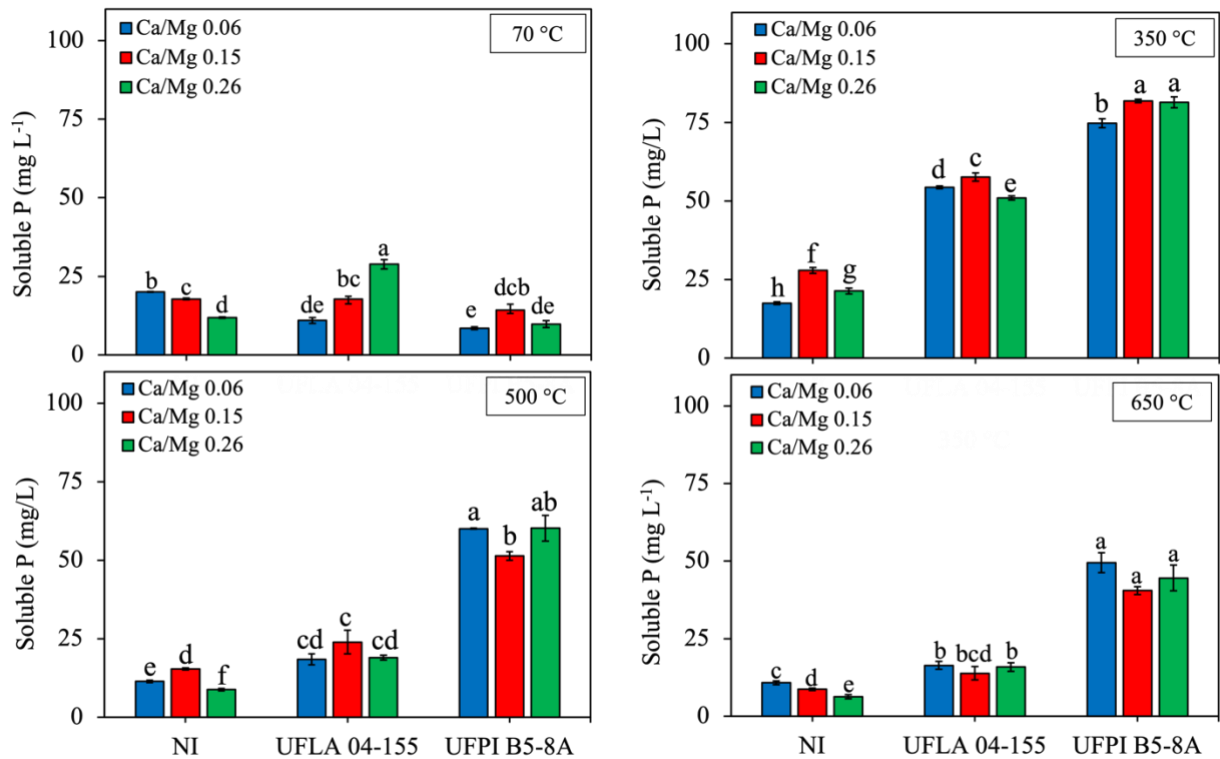 100
75
50
25
0
Soluble P (mg L-1)
Ca/Mg 0.06
Ca/Mg 0.15
Ca/Mg 0.26
70 °C
b c d
de bc a
e dcb de
100
75
50
25
0
Soluble P (mg/L)
Ca/Mg 0.06
Ca/Mg 0.15
Ca/Mg 0.26
350 °C
h f g
d c e
b a a
100
75
50
25
0
Soluble P (mg/L)
Ca/Mg 0.06
Ca/Mg 0.15
Ca/Mg 0.26
500 °C
e d f
cd c cd
a b ab
NI UFLA 04-155 UFPI B5-8A
100
75
50
25
0
Soluble P (mg L-1)
Ca/Mg 0.06
Ca/Mg 0.15
Ca/Mg 0.26
650 °C
c d e
b bcd b
a a a
NI UFLA 04-155 UFPI B5-8A